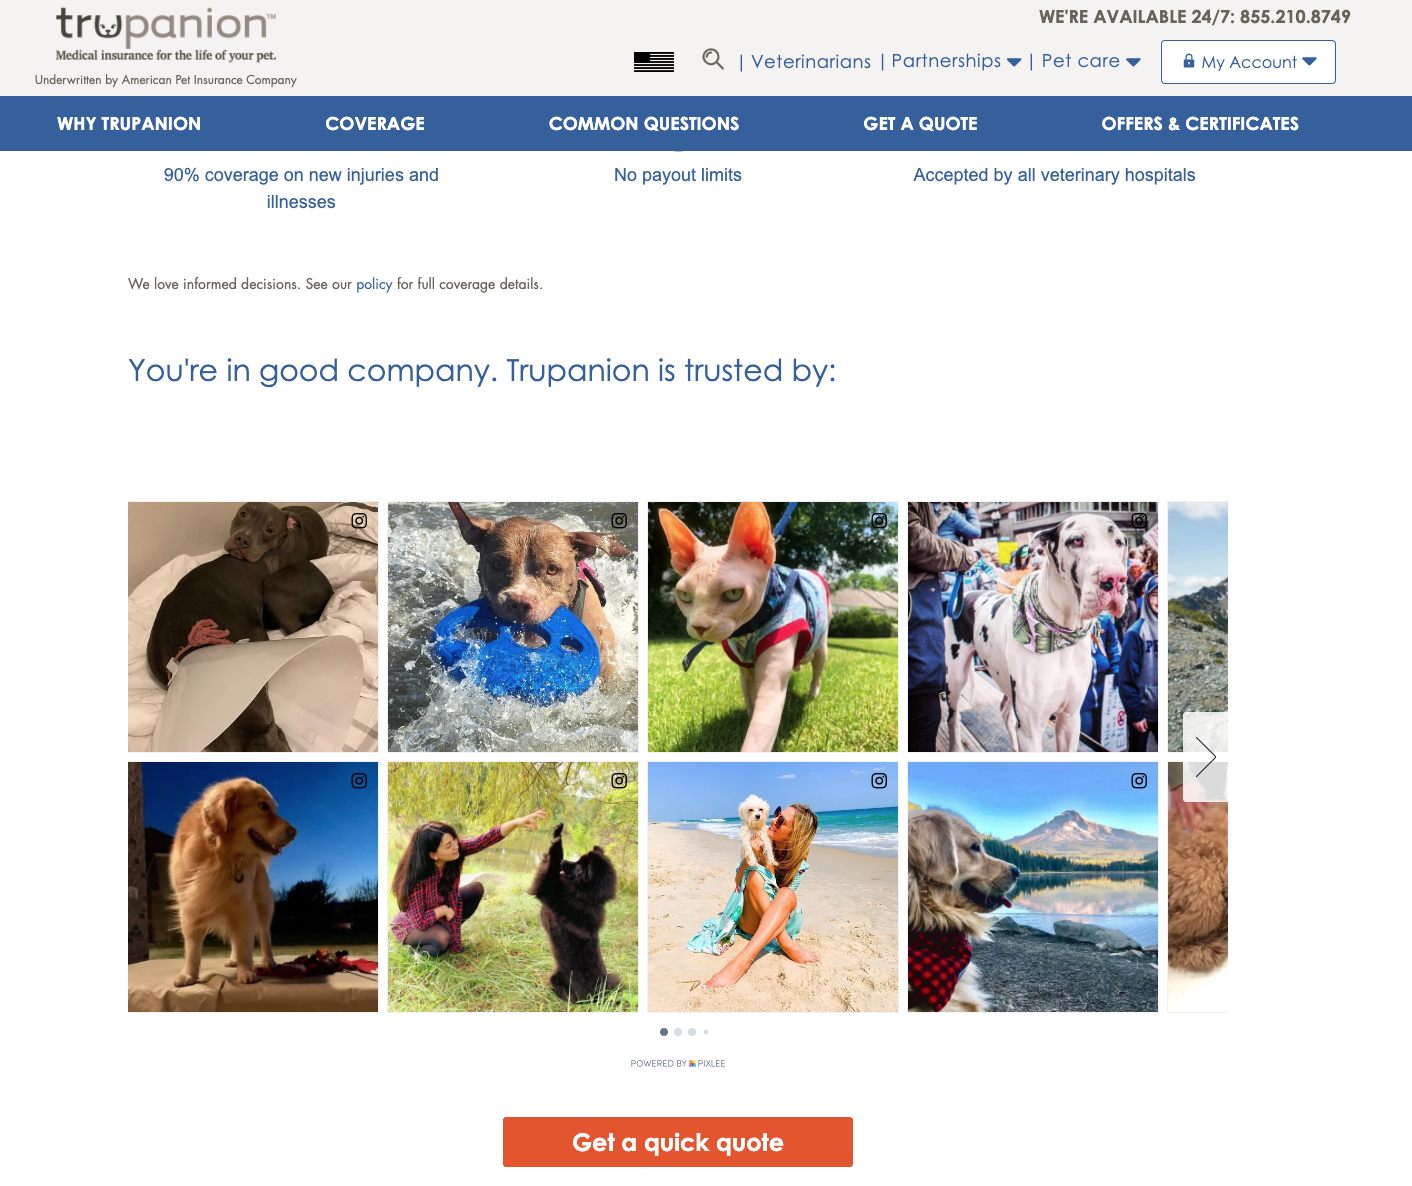 trupanion™
Medical insurance for the life of your pet.
Underwritten by American Pet Insurance Company
WE'RE AVAILABLE 24/7: 855.210.8749
| Veterinarians | Partnerships | Pet care
My Account
WHY TRUPANION
COVERAGE
COMMON QUESTIONS
GET A QUOTE
OFFERS & CERTIFICATES
90% coverage on new injuries and
illnesses
No payout limits
Accepted by all veterinary hospitals
We love informed decisions. See our policy for full coverage details.
You're in good company. Trupanion is trusted by:
POWERED BY PIXLEE
Get a quick quote